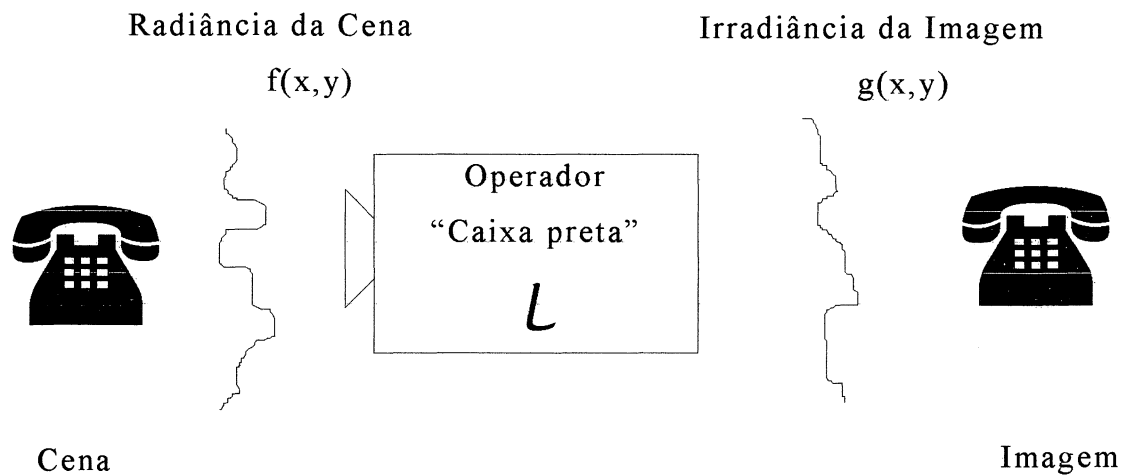 Radiância da Cena
f(x,y)
Irradiância da Imagem
g(x,y)
Operador
“Caixa preta”
L
Cena
Imagem